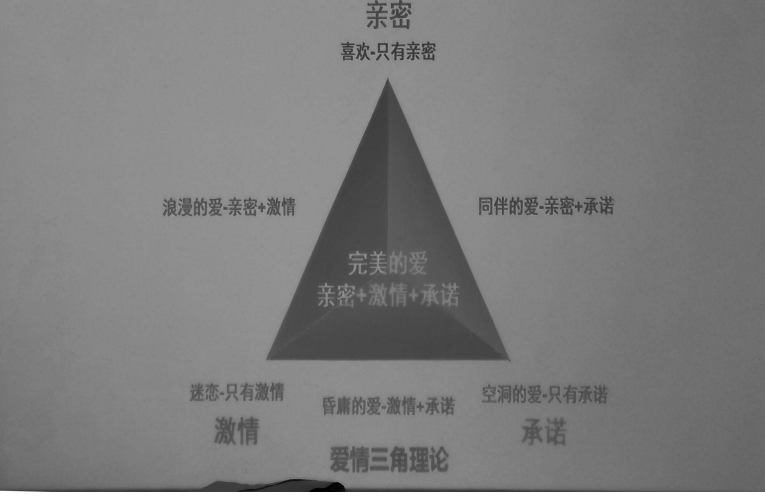 亲密
喜欢-只有亲密
浪漫的爱-亲密+激情
同伴的爱-亲密+承诺
完美的爱
亲密+激情+承诺
迷恋-只有激情
昏庸的爱-激情+承诺
空洞的爱-只有承诺
激情
承诺
爱情三角理论